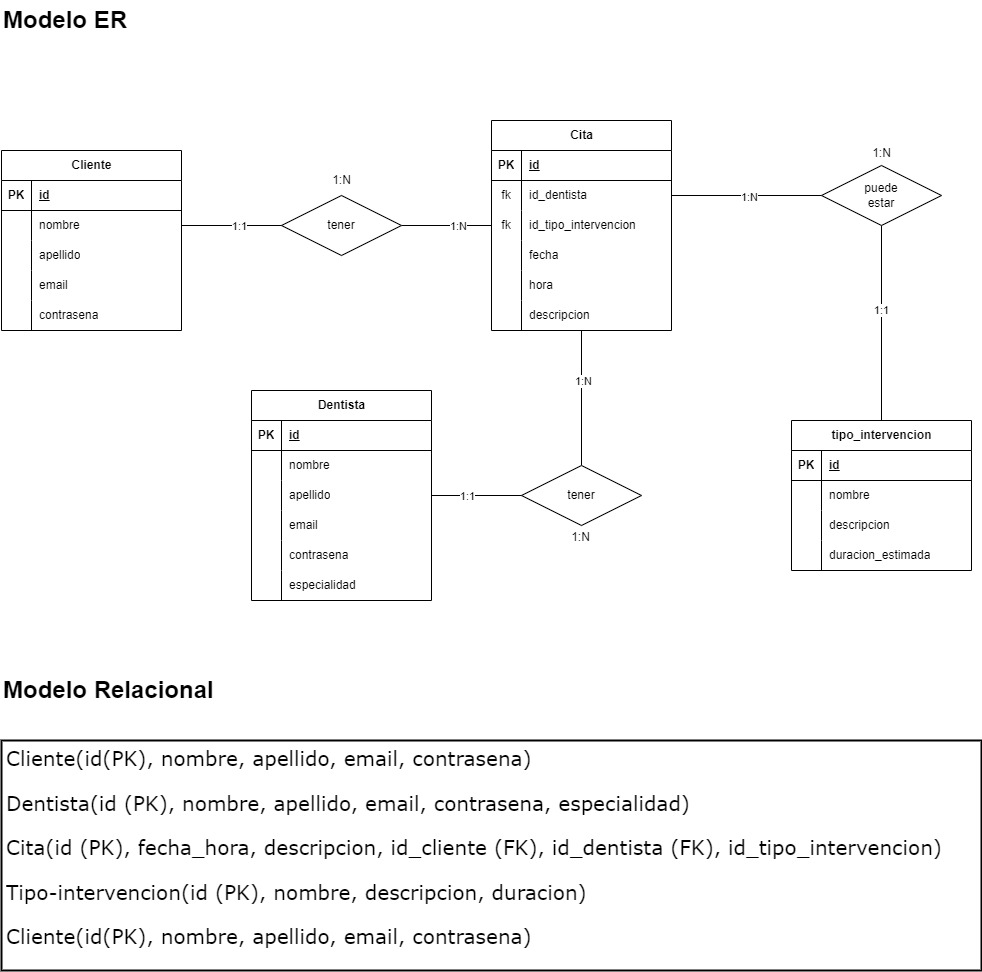 Modelo ER
Cliente
PK id
nombre
apellido
email
contrasena
1:1
1:N
tener
1:N
Cita
PK id
fk id_dentista
fk id_tipo_intervencion
fecha
hora
descripcion
1:N
1:N
puede
estar
1:1
1:N
Dentista
PK id
nombre
apellido
email
contrasena
especialidad
1:1
tener
1:N
tipo_intervencion
PK id
nombre
descripcion
duracion_estimada
Modelo Relacional
Cliente(id(PK), nombre, apellido, email, contrasena)
Dentista(id (PK), nombre, apellido, email, contrasena, especialidad)
Cita(id (PK), fecha_hora, descripcion, id_cliente (FK), id_dentista (FK), id_tipo_intervencion)
Tipo-intervencion(id (PK), nombre, descripcion, duracion)
Cliente(id(PK), nombre, apellido, email, contrasena)